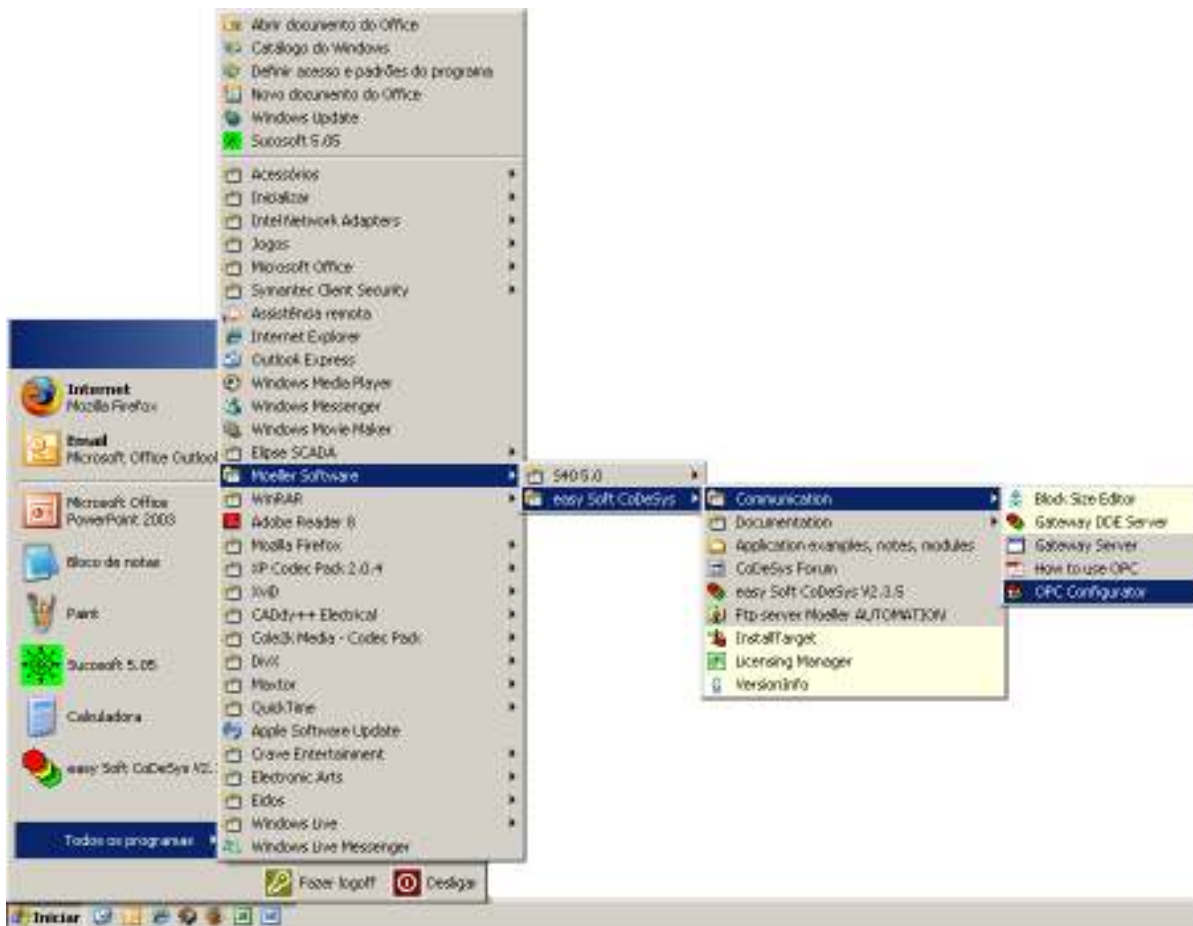 Abrir documento do Office
Catálogo do Windows
Definir acesso e padrões do programa
Novo documento do Office
Windows Update
Sucosoft 5.05
Acessórios
Inicializar
Intel Network Adapters
Jogos
Microsoft Office
Symantec Client Security
Assistência remota
Internet Explorer
Outlook Express
Windows Media Player
Windows Messenger
Windows Movie Maker
Elipse SCADA
Moeller Software
WinRAR
Adobe Reader 8
Mozilla Firefox
XP Codec Pack 2.0.4
XviD
CADdy++ Electrical
Cole2k Media - Codec Pack
DivX
Maxtor
QuickTime
Apple Software Update
Crave Entertainment
Electronic Arts
Eidos
Windows Live
Windows Live Messenger
S40 5.0
easy Soft CoDeSys
Communication
Documentation
Application examples, notes, modules
CoDeSys Forum
easy Soft CoDeSys V2.3.5
Ftp-server Moeller AUTOMATION
InstallTarget
Licensing Manager
VersionInfo
Block Size Editor
Gateway DDE Server
Gateway Server
How to use OPC
OPC Configurator
Internet
Mozilla Firefox
Email
Microsoft Office Outlool
Microsoft Office
PowerPoint 2003
Bloco de notas
Paint
Sucosoft 5.05
Calculadora
easy Soft CoDeSys V2.
Todos os programas
Fazer logoff
Desligar
Iniciar